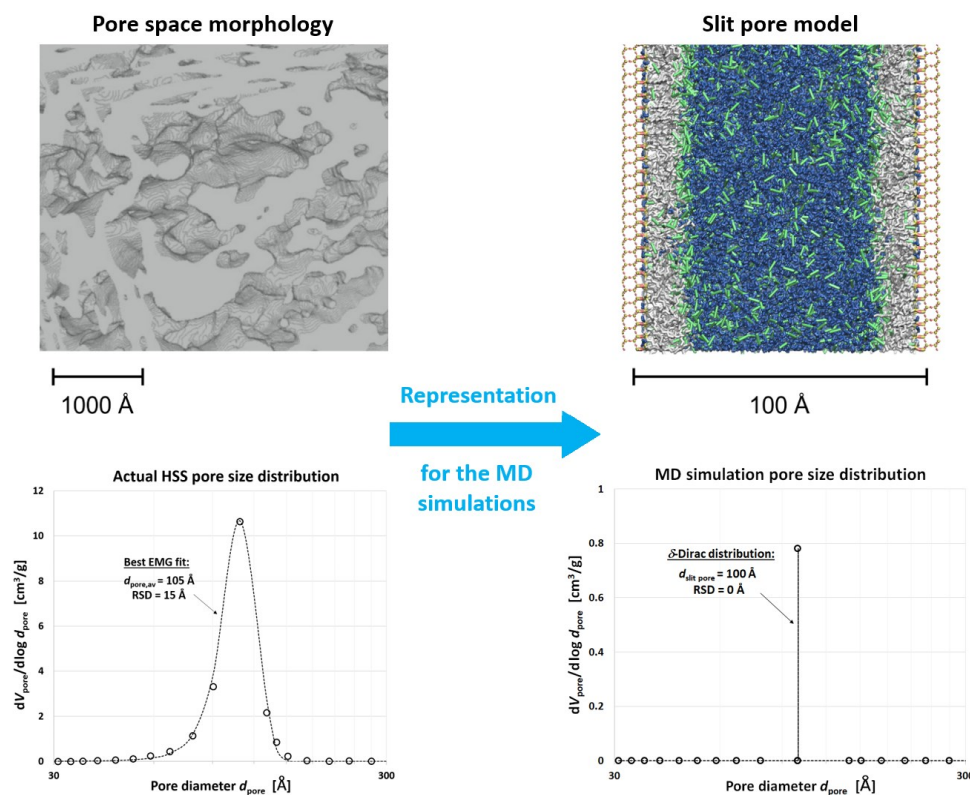 Pore space morphology
Slit pore model
1000 Å
100 Å
Representation
for the MD
simulations
Actual HSS pore size distribution
12
10
8
6
4
2
0
dVpore/dlog dpore [cm³/g]
Best EMG fit:
dpore,av = 105 Å
RSD = 15 Å
30
300
Pore diameter dpore [Å]
MD simulation pore size distribution
1
0.8
0.6
0.4
0.2
0
dVpore/dlog dpore [cm³/g]
δ-Dirac distribution:
dslit pore = 100 Å
RSD = 0 Å
30
300
Pore diameter dpore [Å]